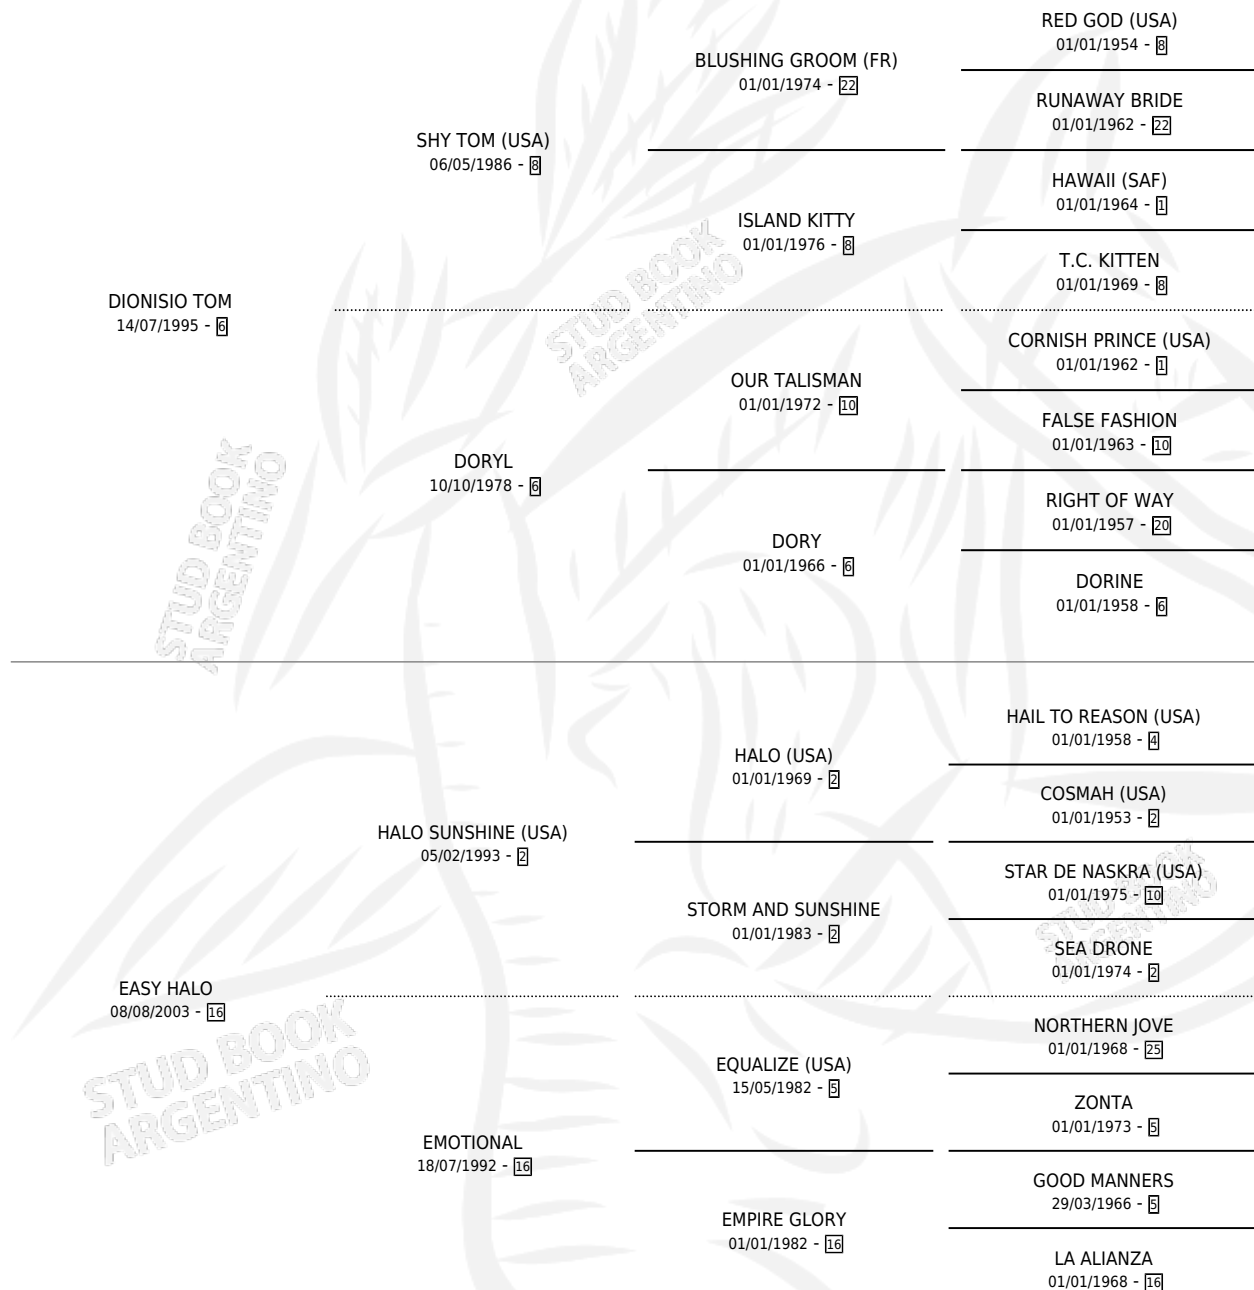 RED GOD (USA)
01/01/1954 - 8
BLUSHING GROOM (FR)
01/01/1974 - 22
RUNAWAY BRIDE
01/01/1962 - 22
SHY TOM (USA)
06/05/1986 - 8
HAWAII (SAF)
01/01/1964 - 1
ISLAND KITTY
01/01/1976 - 8
T.C. KITTEN
01/01/1969 - 8
DIONISIO TOM
14/07/1995 - 6
CORNISH PRINCE (USA)
01/01/1962 - 1
OUR TALISMAN
01/01/1972 - 10
FALSE FASHION
01/01/1963 - 10
DORYL
10/10/1978 - 6
RIGHT OF WAY
01/01/1957 - 20
DORY
01/01/1966 - 6
DORINE
01/01/1958 - 6
HAIL TO REASON (USA)
01/01/1958 - 4
HALO (USA)
01/01/1969 - 2
COSMAH (USA)
01/01/1953 - 2
HALO SUNSHINE (USA)
05/02/1993 - 2
STAR DE NASKRA (USA)
01/01/1975 - 10
STORM AND SUNSHINE
01/01/1983 - 2
SEA DRONE
01/01/1974 - 2
EASY HALO
08/08/2003 - 16
NORTHERN JOVE
01/01/1968 - 25
EQUALIZE (USA)
15/05/1982 - 5
ZONTA
01/01/1973 - 5
EMOTIONAL
18/07/1992 - 16
GOOD MANNERS
29/03/1966 - 5
EMPIRE GLORY
01/01/1982 - 16
LA ALIANZA
01/01/1968 - 16
STUD BOOK
ARGENTINO
STUD BOOK
ARGENTINO
STUD BOOK
ARGENTINO
STUD BOOK
ARGENTINO